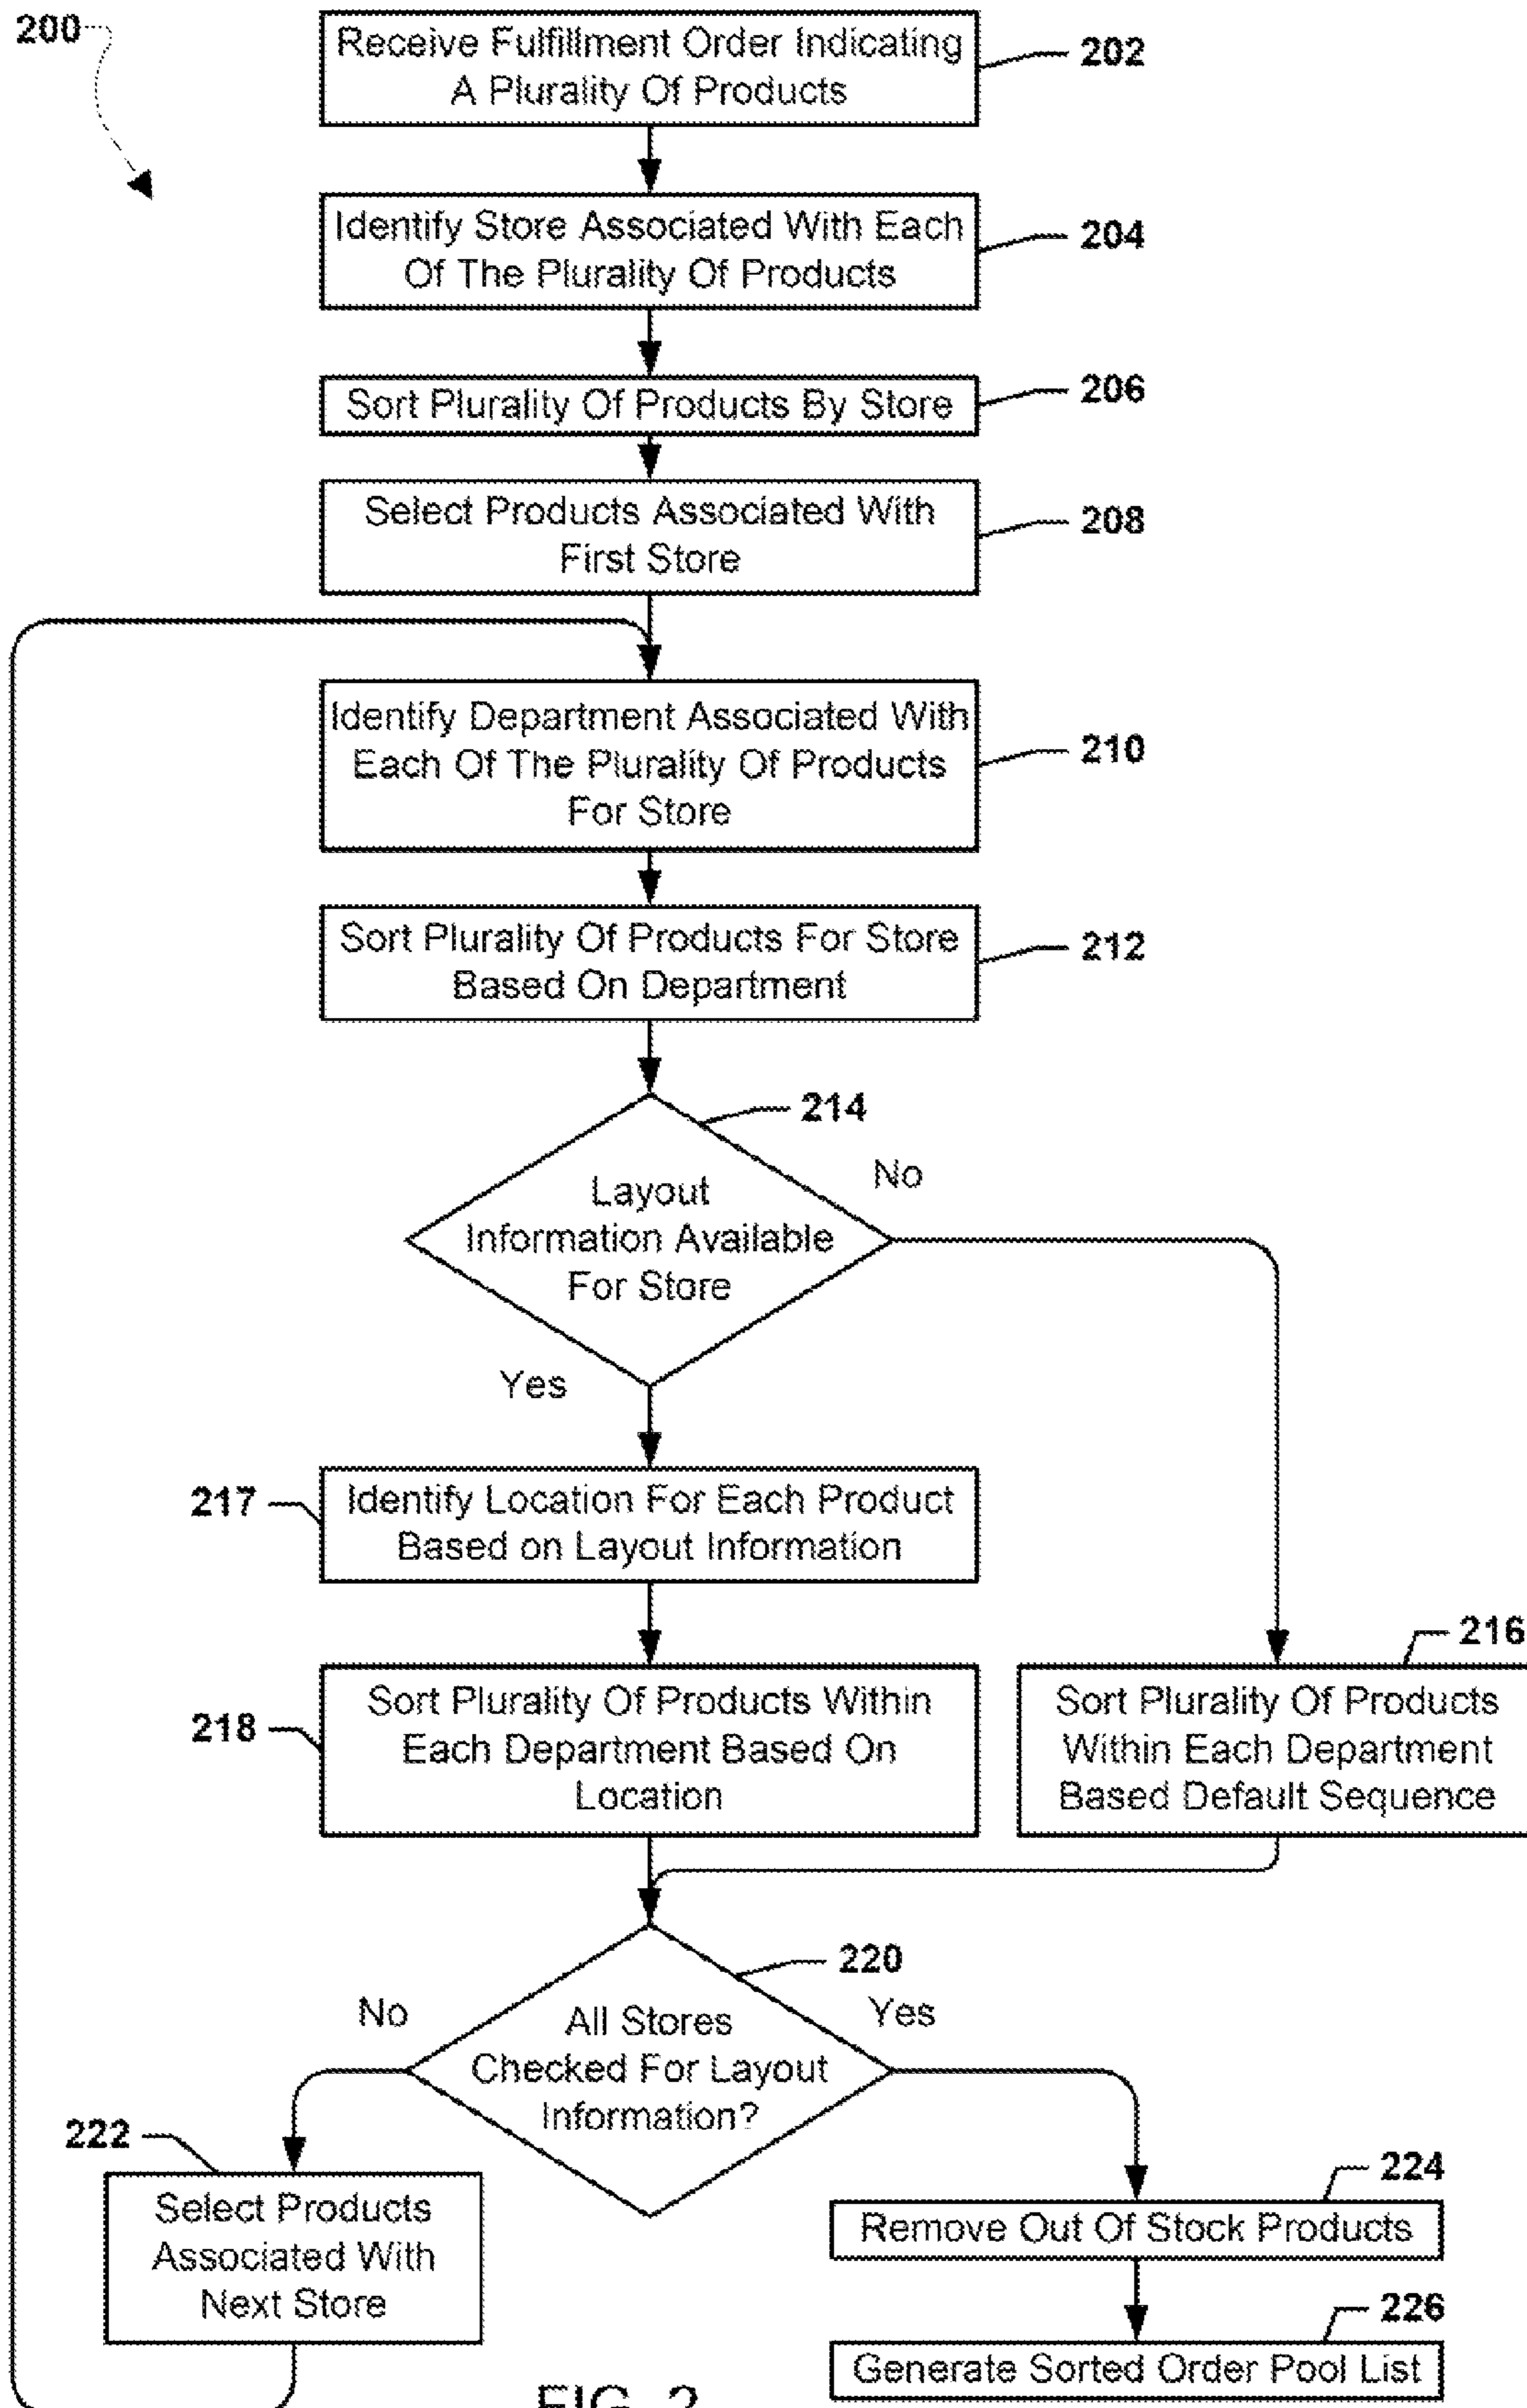 200
Receive Fulfillment Order Indicating
A Plurality Of Products
202
Identify Store Associated With Each
Of The Plurality Of Products
204
Sort Plurality Of Products By Store
206
Select Products Associated With
First Store
208
Identify Department Associated With
Each Of The Plurality Of Products
For Store
210
Sort Plurality Of Products For Store
Based On Department
212
214
Layout
Information Available
For Store
No
Yes
217
Identify Location For Each Product
Based on Layout Information
218
Sort Plurality Of Products Within
Each Department Based On
Location
216
Sort Plurality Of Products
Within Each Department
Based Default Sequence
220
All Stores
Checked For Layout
Information?
No
Yes
222
Select Products
Associated With
Next Store
224
Remove Out Of Stock Products
226
Generate Sorted Order Pool List
FIG. 2